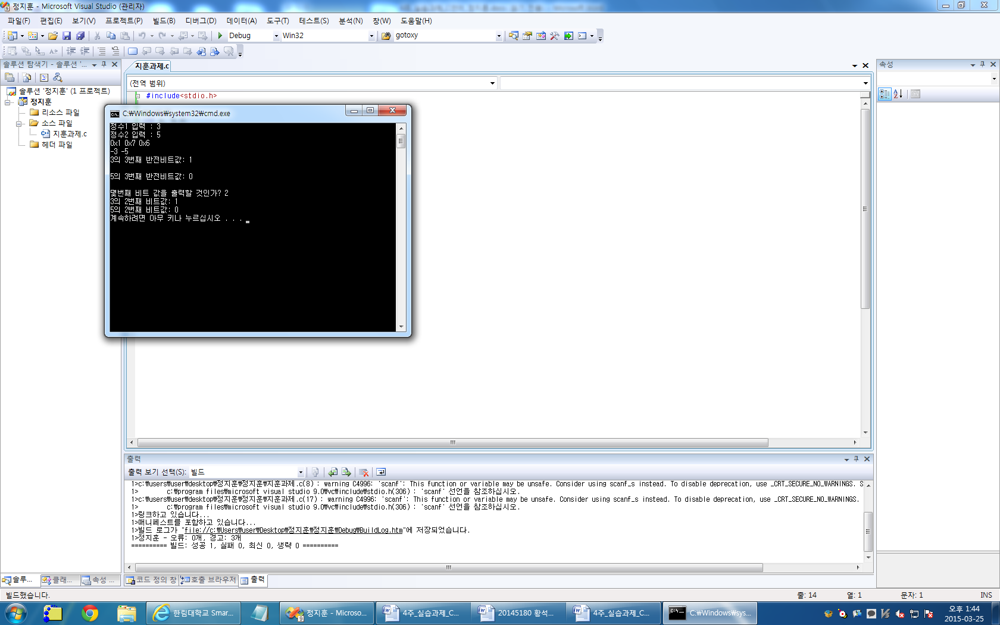 정지훈 - Microsoft Visual Studio (관리자)
파일(F) 편집(E) 보기(V) 프로젝트(P) 빌드(B) 디버그(D) 데이터(A) 도구(T) 테스트(S) 분석(N) 창(W) 도움말(H)
Debug Win32 gotoxy
솔루션 탐색기 - 솔루션 '...
솔루션 '정지훈' (1 프로젝트)
정지훈
리소스 파일
소스 파일
지훈과제.c
헤더 파일
지훈과제.c
(전역 범위)
#include<stdio.h>
C:\Windows\system32\cmd.exe
정수1 입력 : 3
정수2 입력 : 5
0x1 0x7 0x6
-3 -5
3의 3번째 반전비트값: 1
5의 3번째 반전비트값: 0
몇번째 비트 값을 출력할 것인가? 2
3의 2번째 비트값: 1
5의 2번째 비트값: 0
계속하려면 아무 키나 누르십시오 . . .
속성
출력
출력 보기 선택(S): 빌드
1>c:\users\user\desktop\정지훈\정지훈\지훈과제.c(8) : warning C4996: 'scanf': This function or variable may be unsafe. Consider using scanf_s instead. To disable deprecation, use _CRT_SECURE_NO_WARNINGS. S
1> c:\program files\microsoft visual studio 9.0\vc\include\stdio.h(306) : 'scanf' 선언을 참조하십시오.
1>c:\users\user\desktop\정지훈\정지훈\지훈과제.c(17) : warning C4996: 'scanf': This function or variable may be unsafe. Consider using scanf_s instead. To disable deprecation, use _CRT_SECURE_NO_WARNINGS.
1> c:\program files\microsoft visual studio 9.0\vc\include\stdio.h(306) : 'scanf' 선언을 참조하십시오.
1>링크하고 있습니다...
1>매니페스트를 포함하고 있습니다...
1>빌드 로그가 "file://c:\Users\user\Desktop\정지훈\정지훈\Debug\BuildLog.htm"에 저장되었습니다.
1>정지훈 - 오류: 0개, 경고: 3개
========== 빌드: 성공 1, 실패 0, 최신 0, 생략 0 ==========
솔루... 클래... 속성 ...
코드 정의 창 호출 브라우저 출력
빌드했습니다. 줄: 14 열: 1 문자: 1 INS
한림대학교 Smar... 정지훈 - Microso... 4주_실습과제_C... 20145180 황석... 4주_실습과제_C... C:\Windows\sys...
오후 1:44
2015-03-25